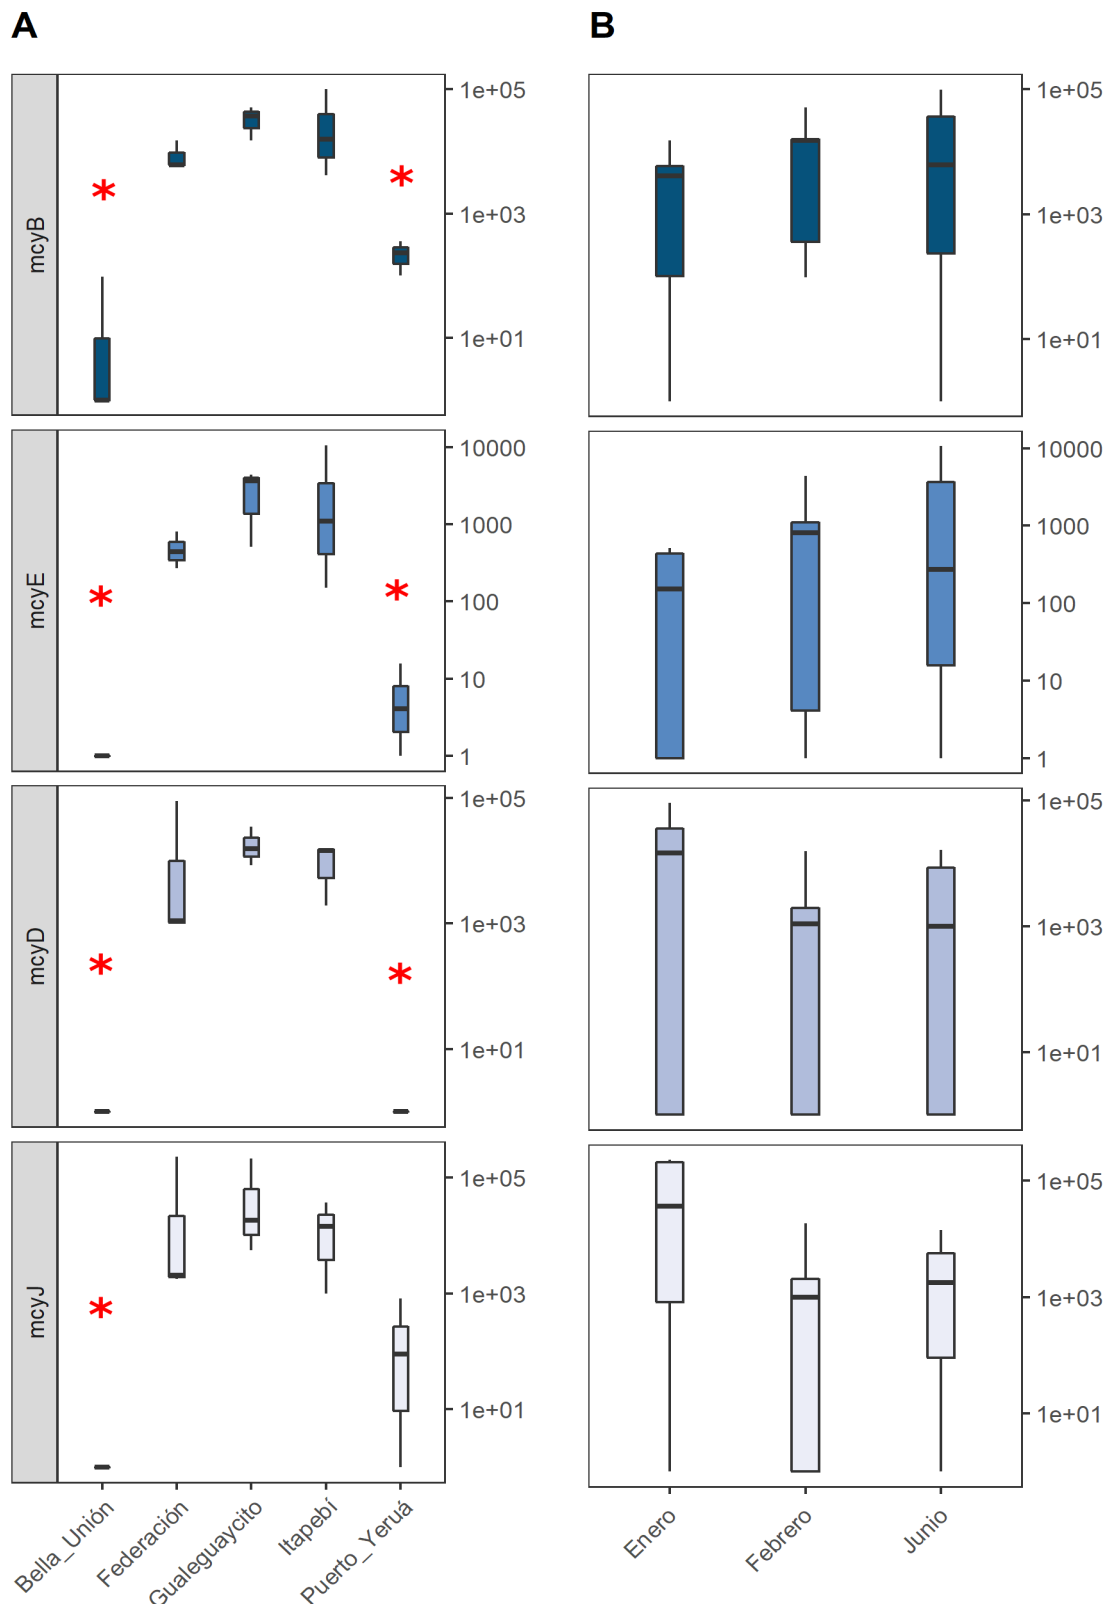 A
B
mcyB
1e+05
1e+03
1e+01
1e+05
1e+03
1e+01
*
*
mcyE
10000
1000
100
10
1
10000
1000
100
10
1
*
*
mcyD
1e+05
1e+03
1e+01
1e+05
1e+03
1e+01
*
*
mcyJ
1e+05
1e+03
1e+01
1e+05
1e+03
1e+01
*
Bella_Unión
Federación
Gualeguaycito
Itapebí
Puerto_Yeruá
Enero
Febrero
Junio